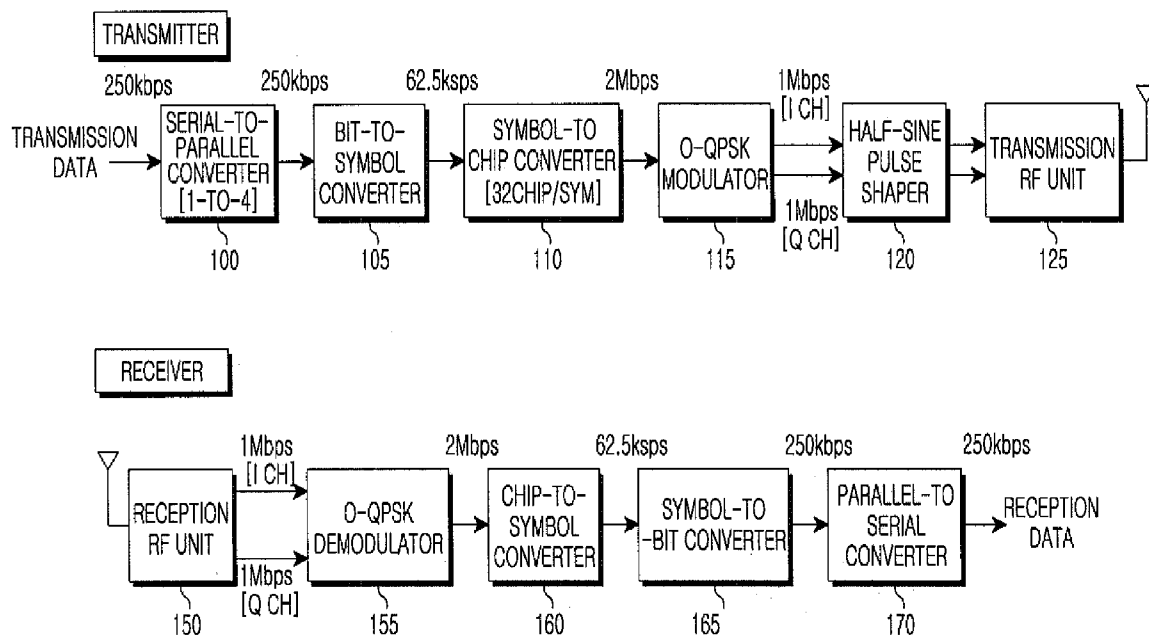 TRANSMITTER
250kbps
250kbps
62.5ksps
2Mbps
1Mbps
[I CH]
TRANSMISSION
DATA
SERIAL-TO-
PARALLEL
CONVERTER
[1-TO-4]
BIT-TO-
SYMBOL
CONVERTER
SYMBOL-TO
CHIP CONVERTER
[32CHIP/SYM]
O-QPSK
MODULATOR
HALF-SINE
PULSE
SHAPER
TRANSMISSION
RF UNIT
1Mbps
[Q CH]
100
105
110
115
120
125
RECEIVER
1Mbps
[I CH]
2Mbps
62.5ksps
250kbps
250kbps
RECEPTION
RF UNIT
O-QPSK
DEMODULATOR
CHIP-TO-
SYMBOL
CONVERTER
SYMBOL-TO
-BIT CONVERTER
PARALLEL-TO
SERIAL
CONVERTER
RECEPTION
DATA
1Mbps
[Q CH]
150
155
160
165
170